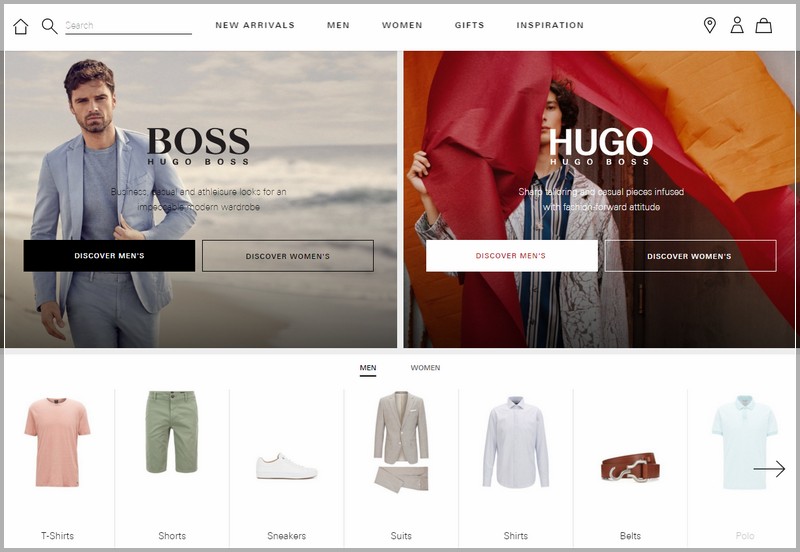 Search
NEW ARRIVALS
MEN
WOMEN
GIFTS
INSPIRATION
BOSS
HUGO BOSS
Business, casual and athleisure looks for an
impeccable modern wardrobe
DISCOVER MEN'S
DISCOVER WOMEN'S
HUGO
HUGO BOSS
Sharp tailoring and casual pieces infused
with fashion-forward attitude
DISCOVER MEN'S
DISCOVER WOMEN'S
MEN
WOMEN
T-Shirts
Shorts
Sneakers
Suits
Shirts
Belts
Polo